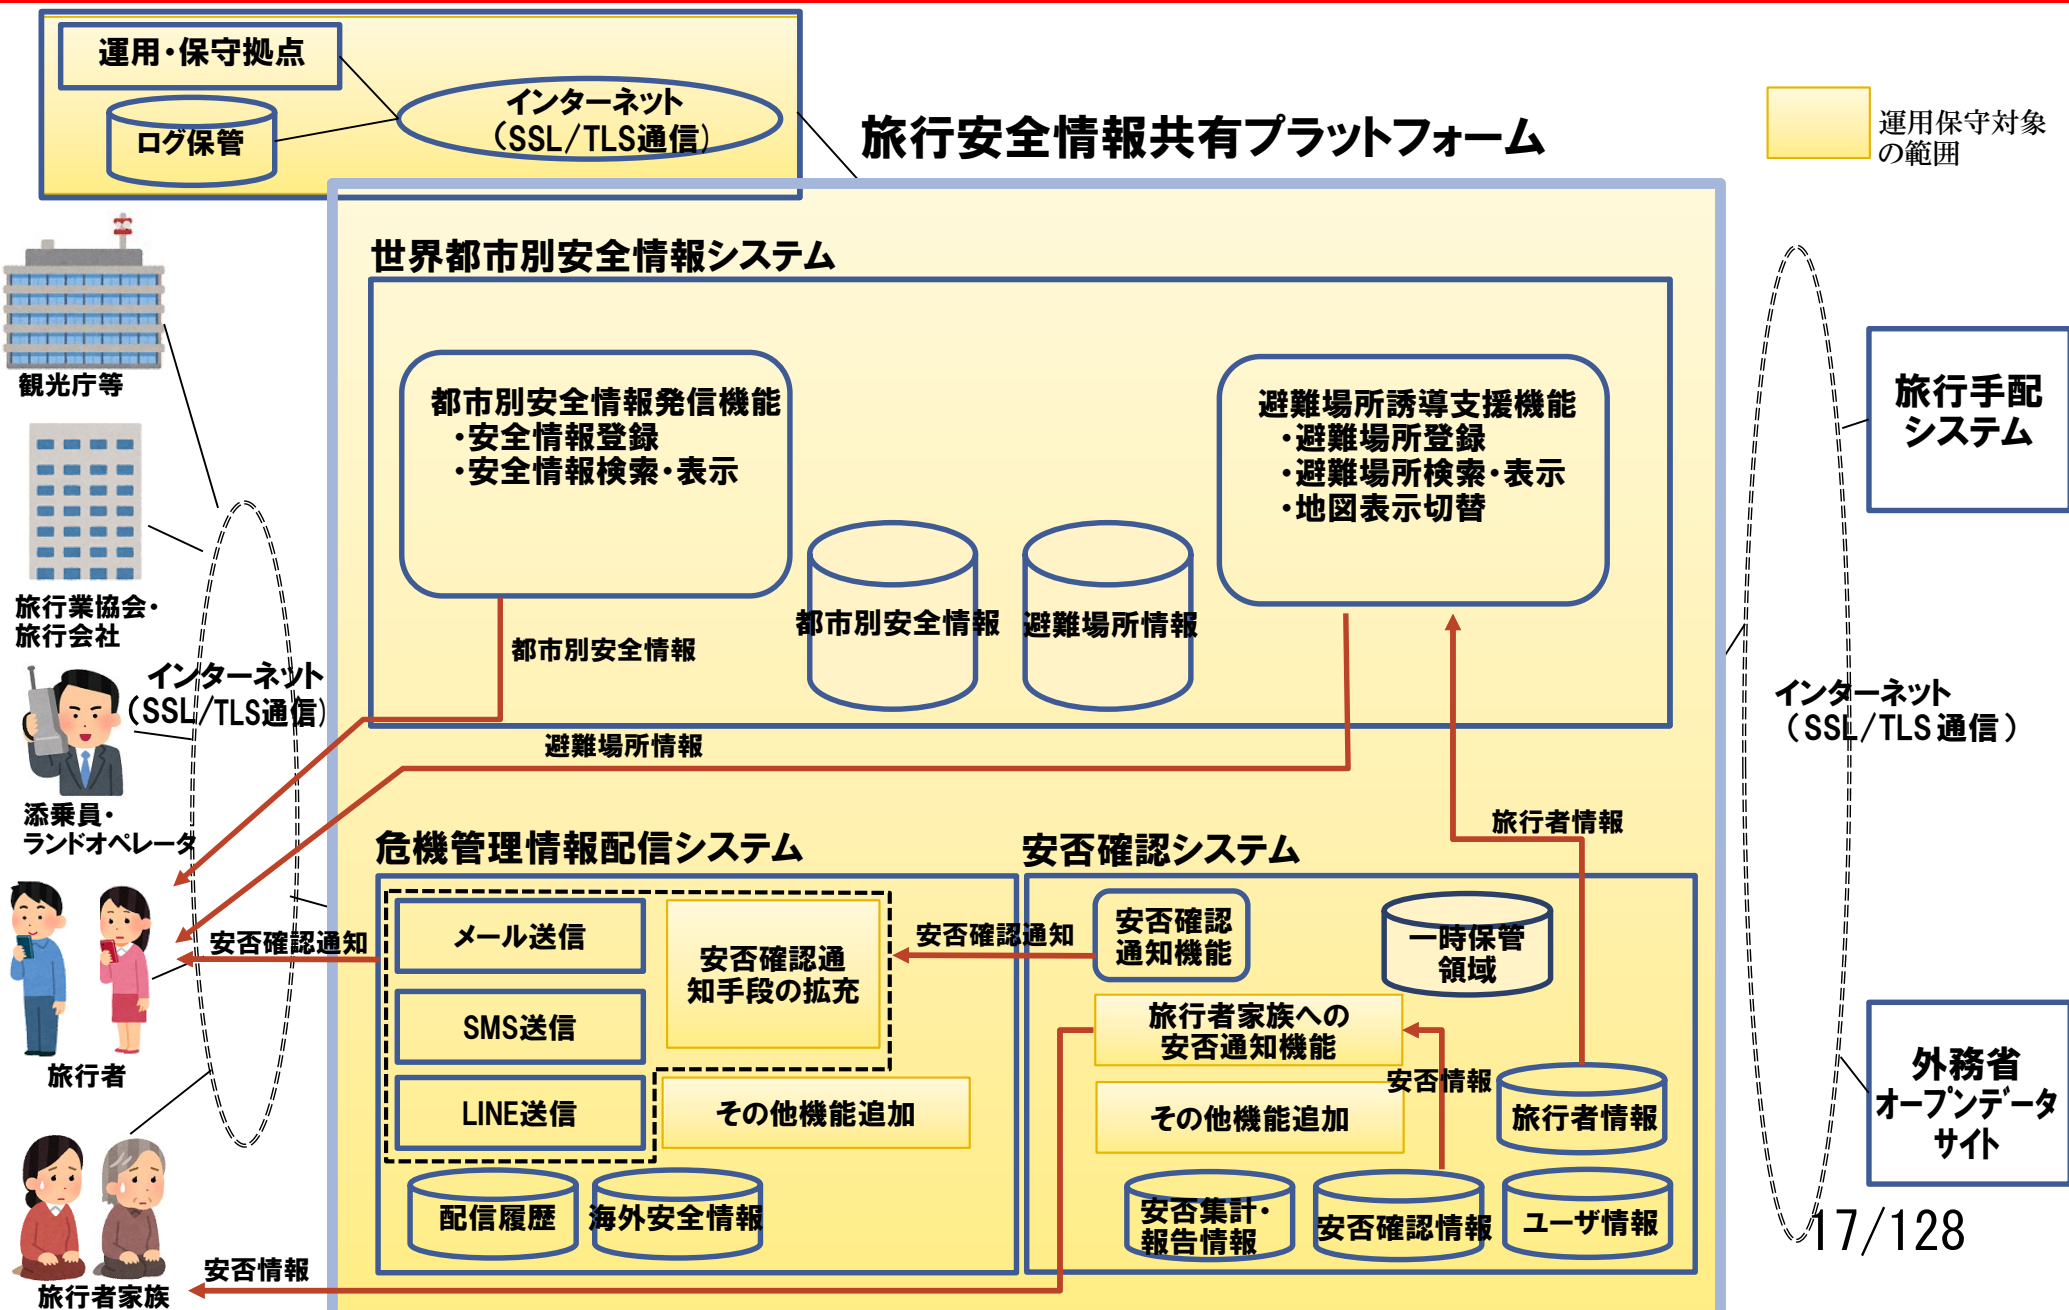 運用・保守拠点
ログ保管
インターネット
（SSL/TLS通信）
旅行安全情報共有プラットフォーム
運用保守対象
の範囲
世界都市別安全情報システム
都市別安全情報発信機能
・安全情報登録
・安全情報検索・表示
避難場所誘導支援機能
・避難場所登録
・避難場所検索・表示
・地図表示切替
都市別安全情報
避難場所情報
都市別安全情報
避難場所情報
旅行者情報
観光庁等
旅行業協会・
旅行会社
インターネット
（SSL/TLS通信）
添乗員・
ランドオペレータ
旅行者
旅行者家族
旅行手配
システム
インターネット
（SSL/TLS通信）
外務省
オープンデータ
サイト
危機管理情報配信システム
メール送信
SMS送信
LINE送信
安否確認通
知手段の拡充
その他機能追加
配信履歴
海外安全情報
安否確認通知
安否確認通知
安否確認システム
安否確認
通知機能
一時保管
領域
旅行者家族への
安否通知機能
安否情報
その他機能追加
旅行者情報
安否集計・
報告情報
安否確認情報
ユーザ情報
安否情報
17/128